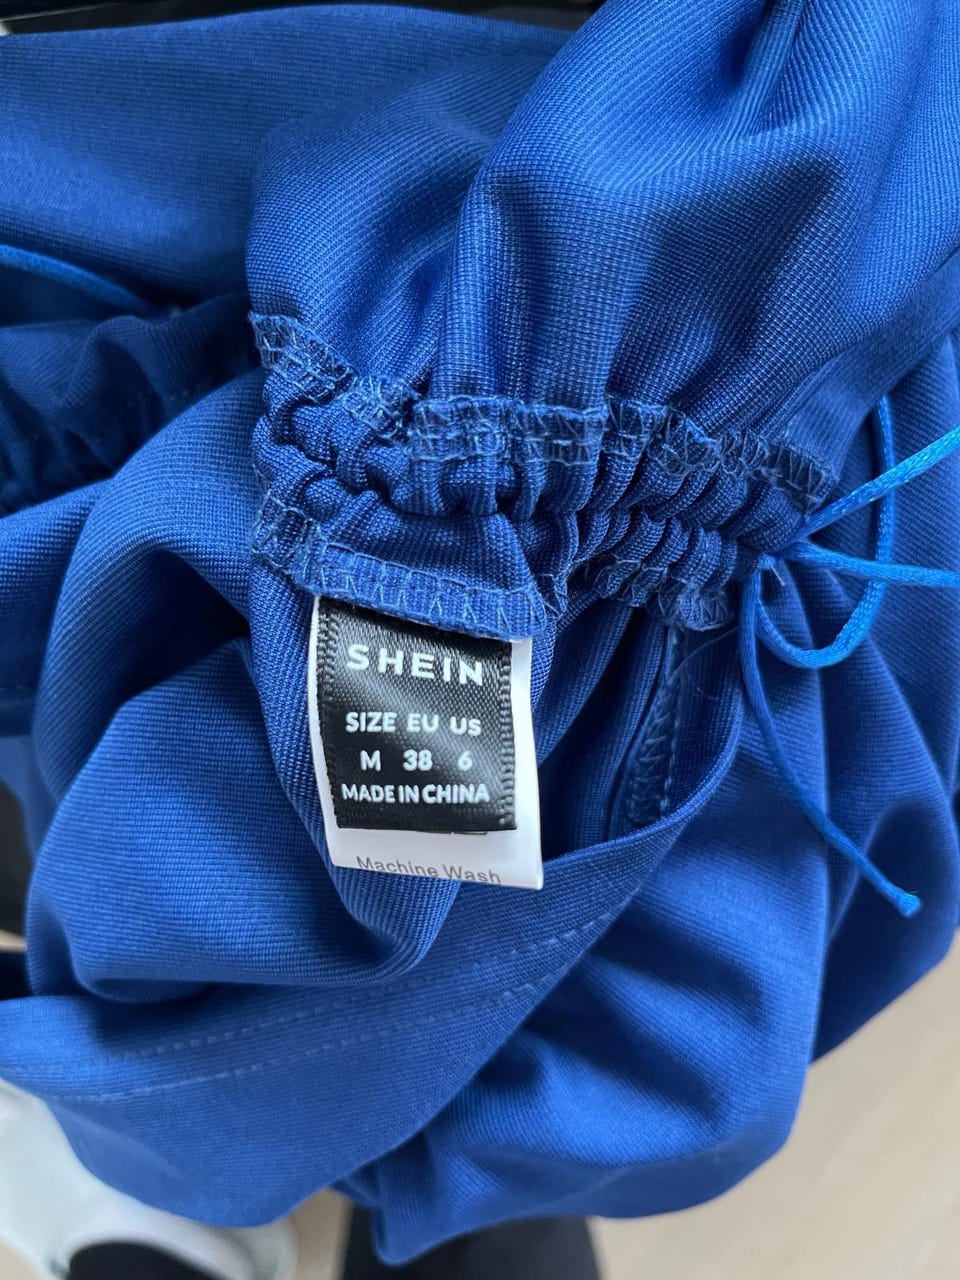 SHEIN
SIZE EU US
M 38 6
MADE IN CHINA
Machine Wash